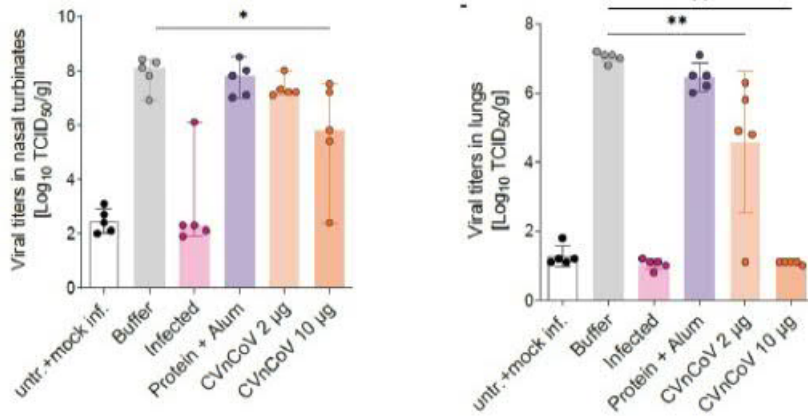 *
10
8
6
4
2
0
Viral titers in nasal turbinates
[Log10 TCID50/g]
untr.+mock inf.
Buffer
Infected
Protein + Alum
CVnCoV 2 µg
CVnCoV 10 µg
**
8
6
4
2
0
Viral titers in lungs
[Log10 TCID50/g]
untr.+mock inf.
Buffer
Infected
Protein + Alum
CVnCoV 2 µg
CVnCoV 10 µg